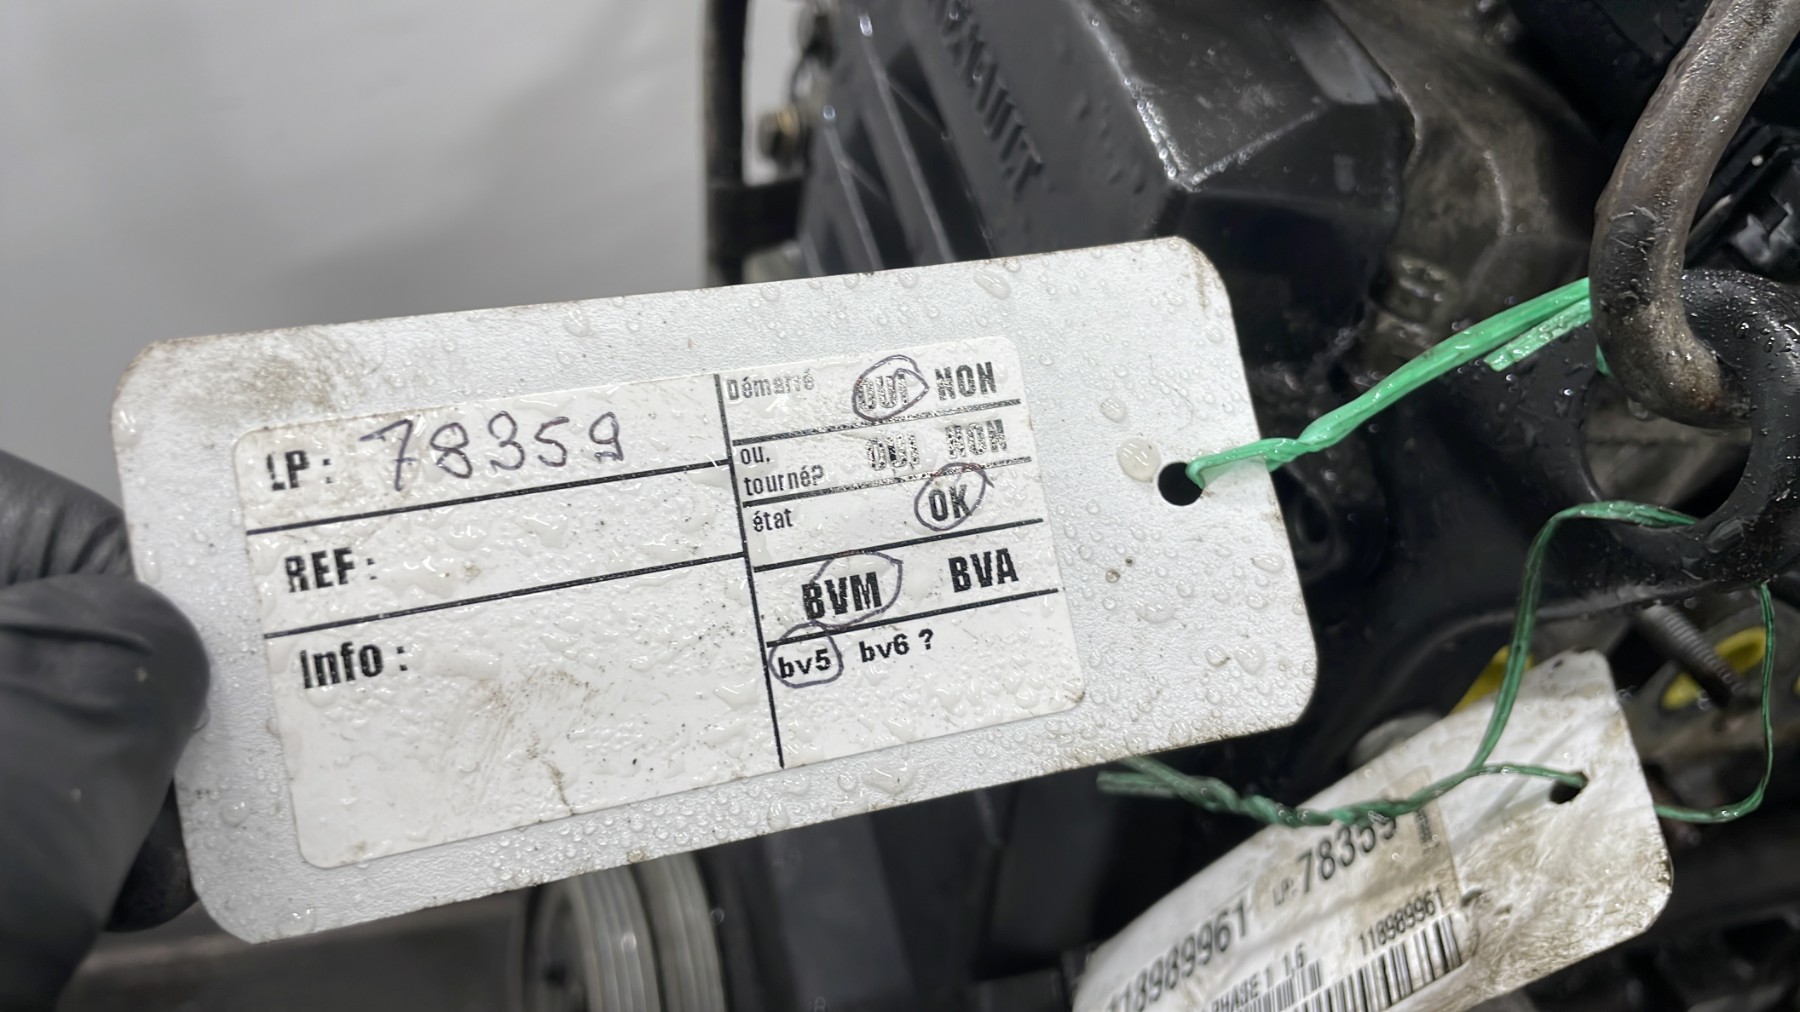 LP: 78359
REF:
Info :
Démarré OUI NON
ou.
tourné? OUI NON
état OK
BVM BVA
bv5 bv6 ?
LP: 78359
118989961
PHASE 1 1.6
118989961